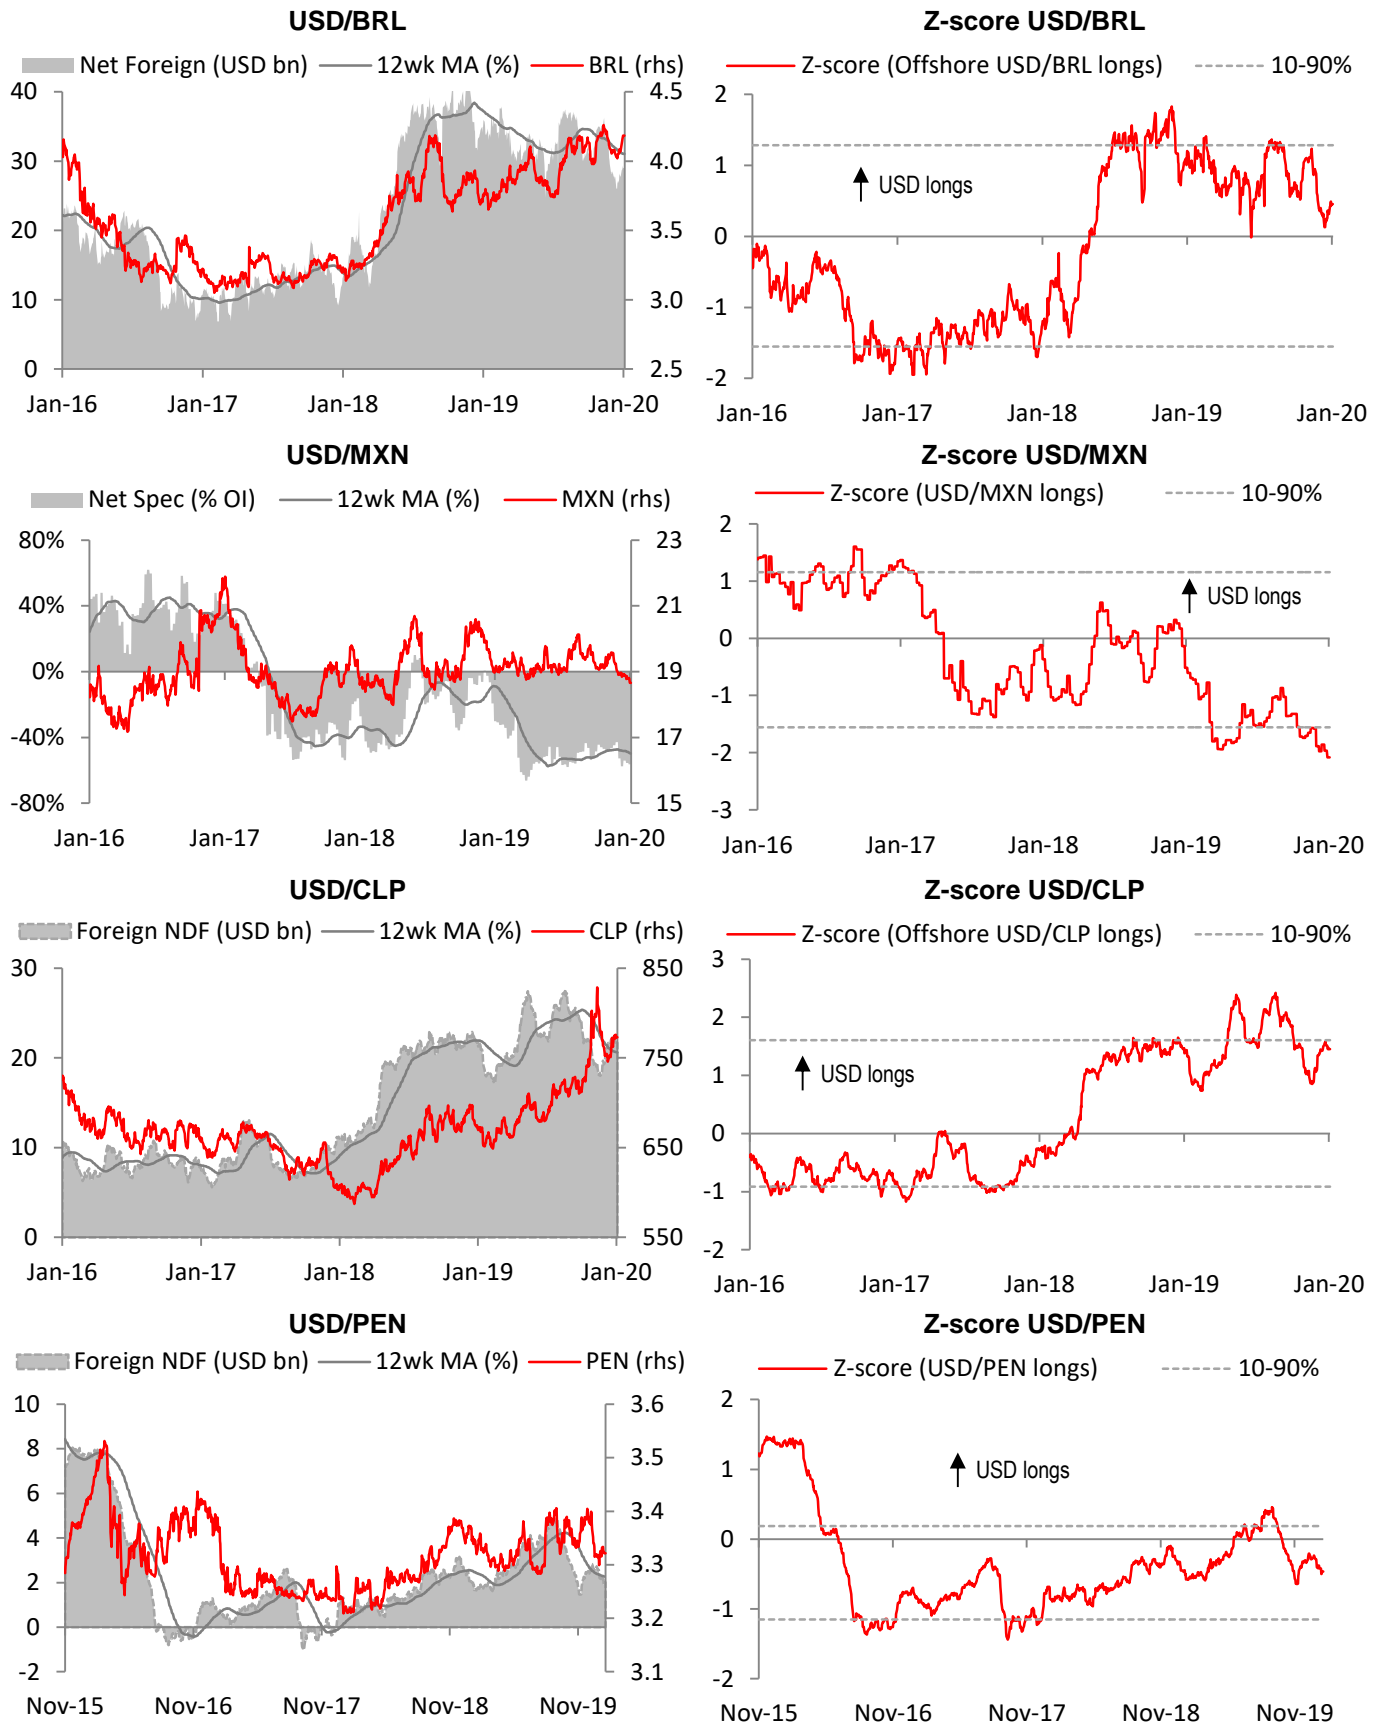 USD/BRL
Net Foreign (USD bn) 12wk MA (%) BRL (rhs)
40
30
20
10
0
4.5
4.0
3.5
3.0
2.5
Jan-16 Jan-17 Jan-18 Jan-19 Jan-20
Z-score USD/BRL
Z-score (Offshore USD/BRL longs) 10-90%
2
1
0
-1
-2
USD longs
Jan-16 Jan-17 Jan-18 Jan-19 Jan-20
USD/MXN
Net Spec (% OI) 12wk MA (%) MXN (rhs)
80%
40%
0%
-40%
-80%
23
21
19
17
15
Jan-16 Jan-17 Jan-18 Jan-19 Jan-20
Z-score USD/MXN
Z-score (USD/MXN longs) 10-90%
2
1
0
-1
-2
-3
USD longs
Jan-16 Jan-17 Jan-18 Jan-19 Jan-20
USD/CLP
Foreign NDF (USD bn) 12wk MA (%) CLP (rhs)
30
20
10
0
850
750
650
550
Jan-16 Jan-17 Jan-18 Jan-19 Jan-20
Z-score USD/CLP
Z-score (Offshore USD/CLP longs) 10-90%
3
2
1
0
-1
-2
USD longs
Jan-16 Jan-17 Jan-18 Jan-19 Jan-20
USD/PEN
Foreign NDF (USD bn) 12wk MA (%) PEN (rhs)
10
8
6
4
2
0
-2
3.6
3.5
3.4
3.3
3.2
3.1
Nov-15 Nov-16 Nov-17 Nov-18 Nov-19
Z-score USD/PEN
Z-score (USD/PEN longs) 10-90%
2
1
0
-1
-2
USD longs
Nov-15 Nov-16 Nov-17 Nov-18 Nov-19